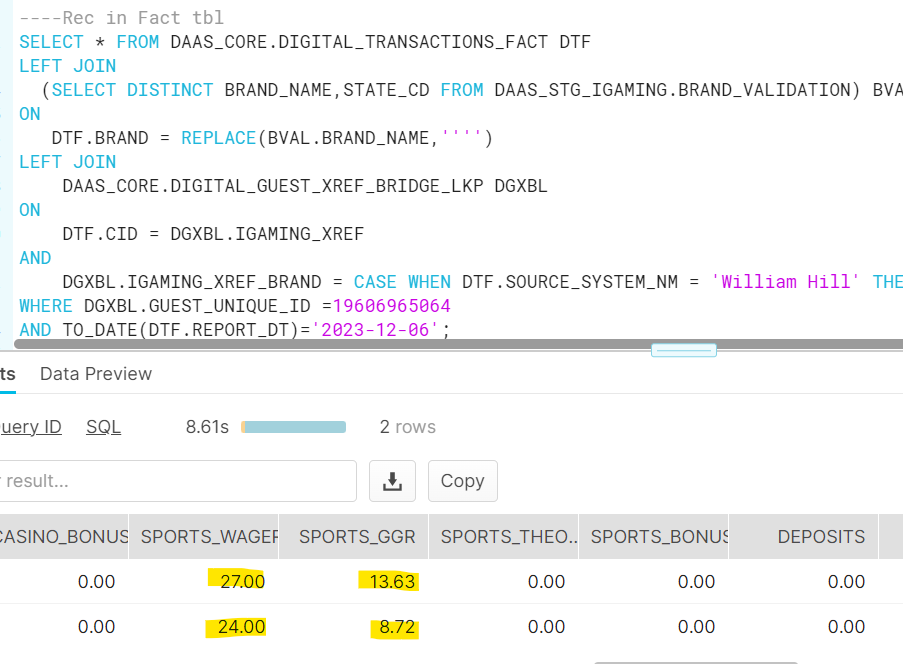 ----Rec in Fact tbl
SELECT * FROM DAAS_CORE.DIGITAL_TRANSACTIONS_FACT DTF
LEFT JOIN
(SELECT DISTINCT BRAND_NAME,STATE_CD FROM DAAS_STG_IGAMING.BRAND_VALIDATION) BVA
ON
DTF.BRAND = REPLACE(BVAL.BRAND_NAME,'''')
LEFT JOIN
DAAS_CORE.DIGITAL_GUEST_XREF_BRIDGE_LKP DGXBL
ON
DTF.CID = DGXBL.IGAMING_XREF
AND
DGXBL.IGAMING_XREF_BRAND = CASE WHEN DTF.SOURCE_SYSTEM_NM = 'William Hill' THE
WHERE DGXBL.GUEST_UNIQUE_ID =19606965064
AND TO_DATE(DTF.REPORT_DT)='2023-12-06';
ts Data Preview
uery ID SQL 8.61s 2 rows
result... Copy
CASINO_BONUS SPORTS_WAGER SPORTS_GGR SPORTS_THEO... SPORTS_BONUS DEPOSITS
0.00 27.00 13.63 0.00 0.00 0.00
0.00 24.00 8.72 0.00 0.00 0.00